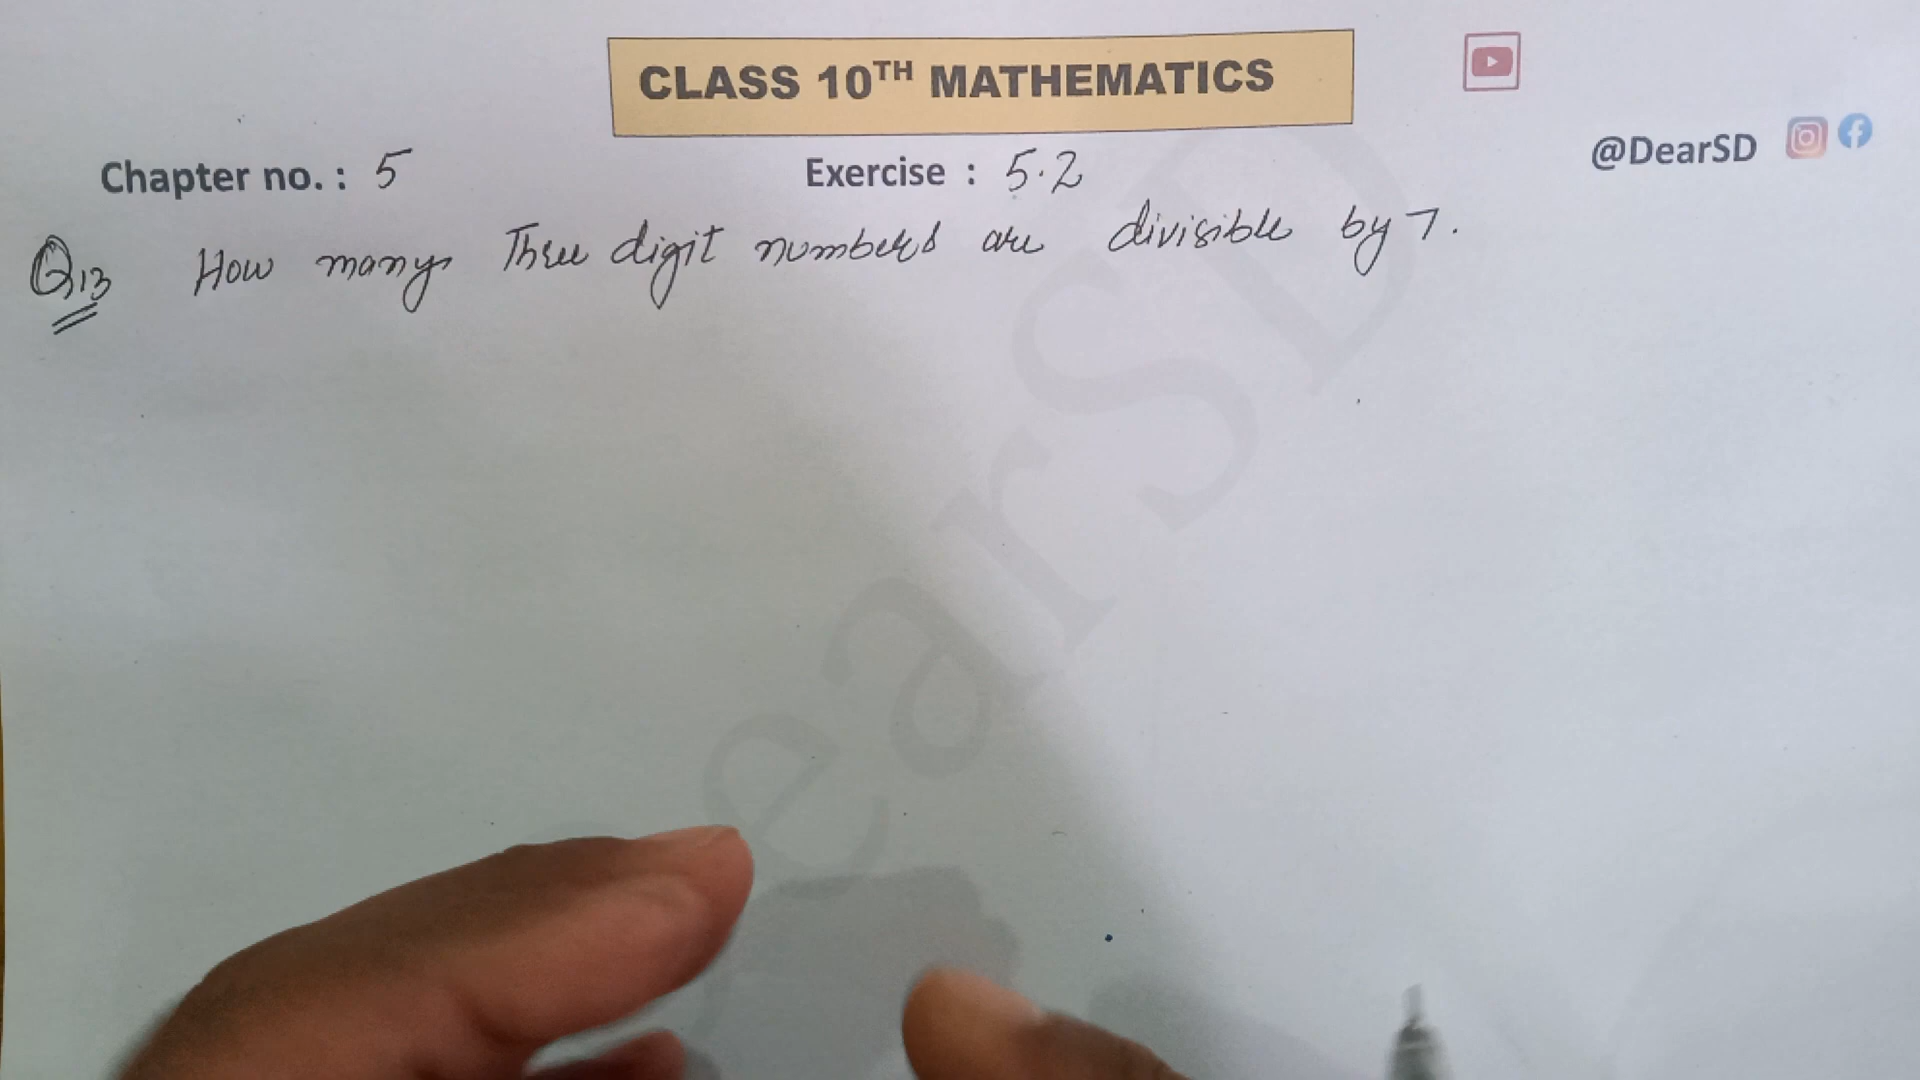 CLASS 10TH MATHEMATICS
@DearSD
Chapter no. : 5 Exercise : 5.2
Q13 How many Three digit numbers are divisible by 7.
DearSD